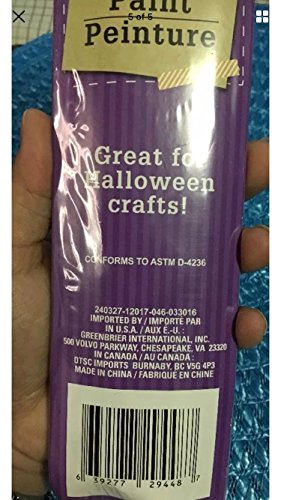 Paint
5 of 5
Peinture
Great for
Halloween
crafts!
CONFORMS TO ASTM D-4236
240327-12017-046-033016
IMPORTED BY / IMPORTÉ PAR
IN U.S.A. / AUX É.-U. :
GREENBRIER INTERNATIONAL, INC.
500 VOLVO PARKWAY, CHESAPEAKE, VA 23320
IN CANADA / AU CANADA :
DTSC IMPORTS BURNABY, BC V5G 4P3
MADE IN CHINA / FABRIQUÉ EN CHINE
6 39277 29448 7